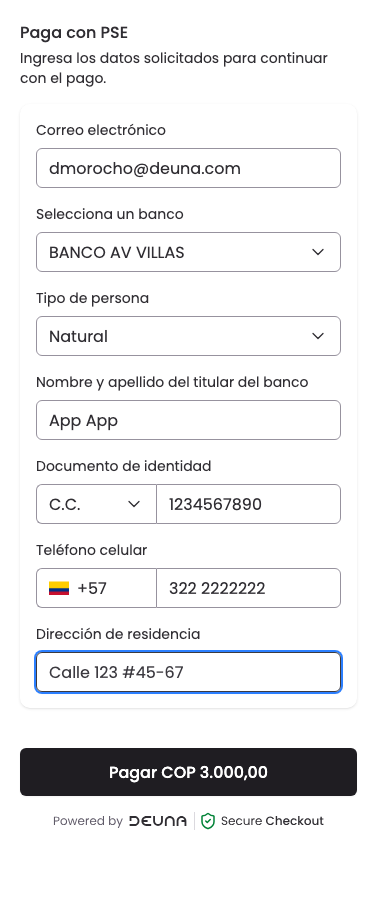 Paga con PSE
Ingresa los datos solicitados para continuar
con el pago.
Correo electrónico
dmorocho@deuna.com
Selecciona un banco
BANCO AV VILLAS
Tipo de persona
Natural
Nombre y apellido del titular del banco
App App
Documento de identidad
C.C. 1234567890
Teléfono celular
+57 322 2222222
Dirección de residencia
Calle 123 #45-67
Pagar COP 3.000,00
Powered by DEUNA Secure Checkout